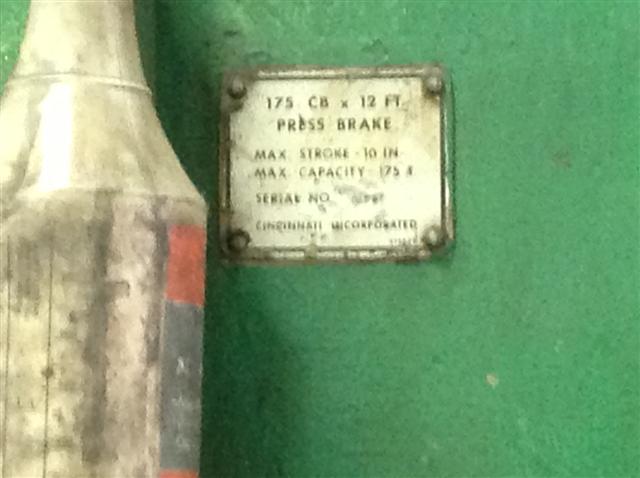 175 CB x 12 FT.
PRESS BRAKE
MAX. STROKE - 10 IN.
MAX. CAPACITY - 175 T.
SERIAL NO.
CINCINNATI INCORPORATED